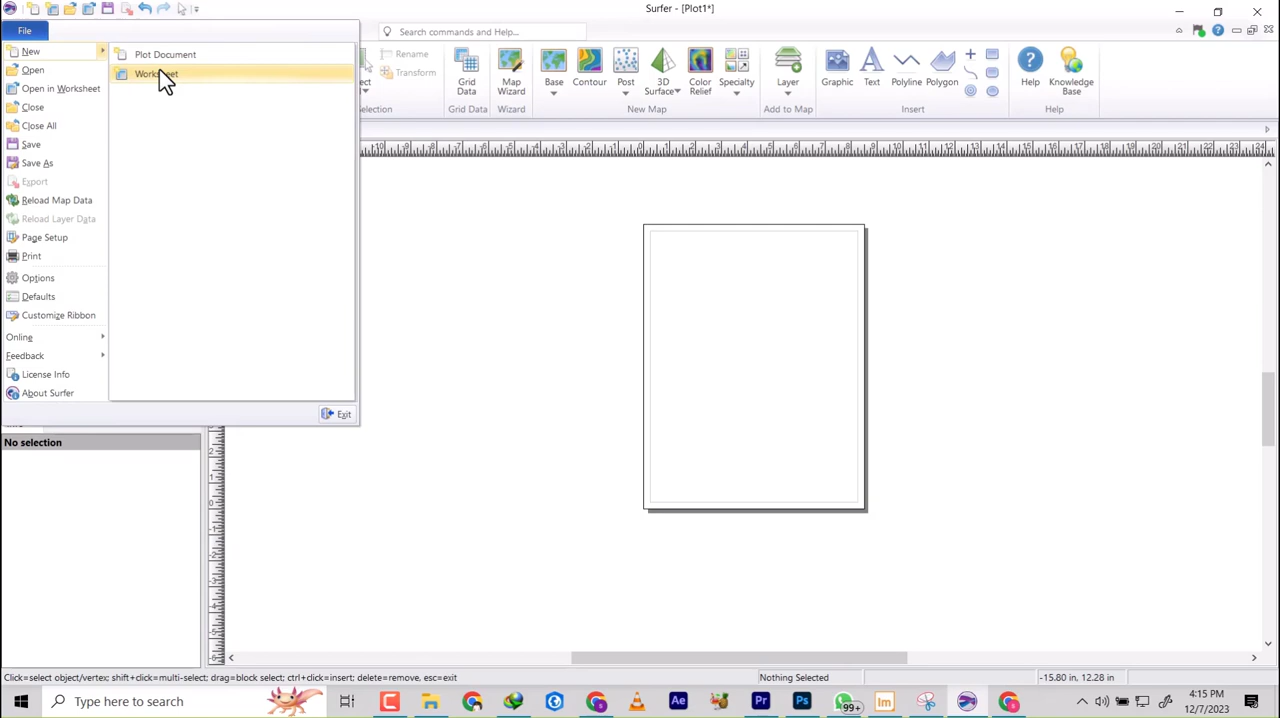 Surfer - [Plot1*]
File
Search commands and Help...
New
Open
Open in Worksheet
Close
Close All
Save
Save As
Export
Reload Map Data
Reload Layer Data
Page Setup
Print
Options
Defaults
Customize Ribbon
Online
Feedback
License Info
About Surfer
Plot Document
Worksheet
Exit
Rename
Transform
Grid Data
Map Wizard
Base
Contour
Post
3D Surface
Color Relief
Specialty
Layer
Graphic
Text
Polyline
Polygon
Help
Knowledge Base
Grid Data
Wizard
New Map
Add to Map
Insert
Help
No selection
Click=select object/vertex; shift+click=multi-select; drag=block select; ctrl+click=insert; delete=remove, esc=exit
Nothing Selected
-15.80 in, 12.28 in
Type here to search
99+
4:15 PM
12/7/2023